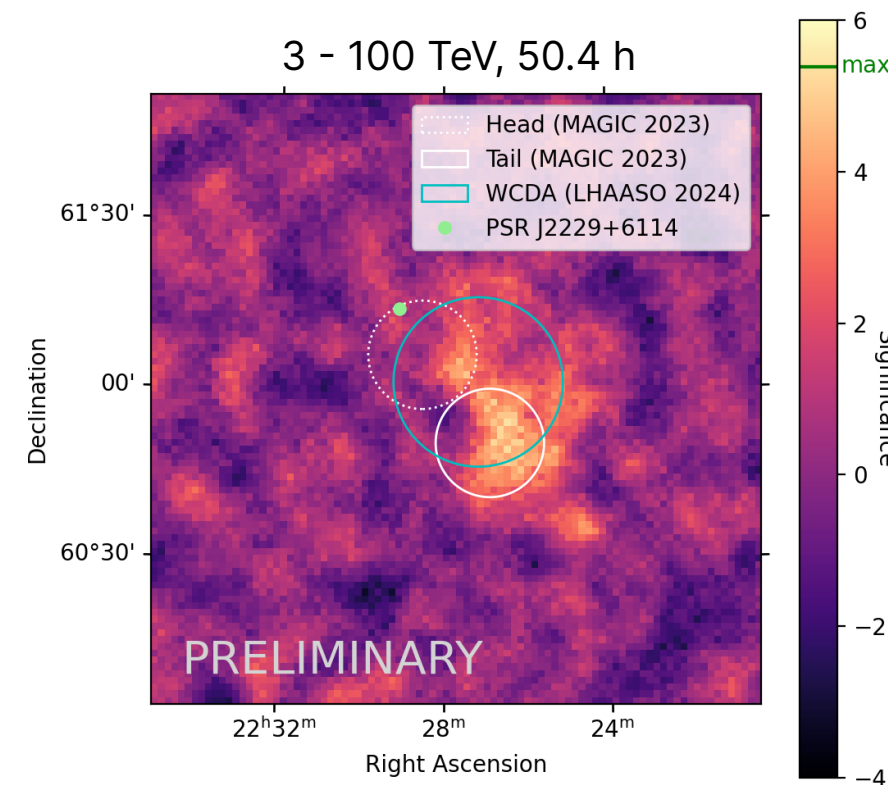 3 - 100 TeV, 50.4 h
Head (MAGIC 2023)
Tail (MAGIC 2023)
WCDA (LHAASO 2024)
PSR J2229+6114
61°30'
00'
60°30'
Declination
PRELIMINARY
22ʰ32ᵐ
28ᵐ
24ᵐ
Right Ascension
6
max
4
2
0
−2
−4
Significance